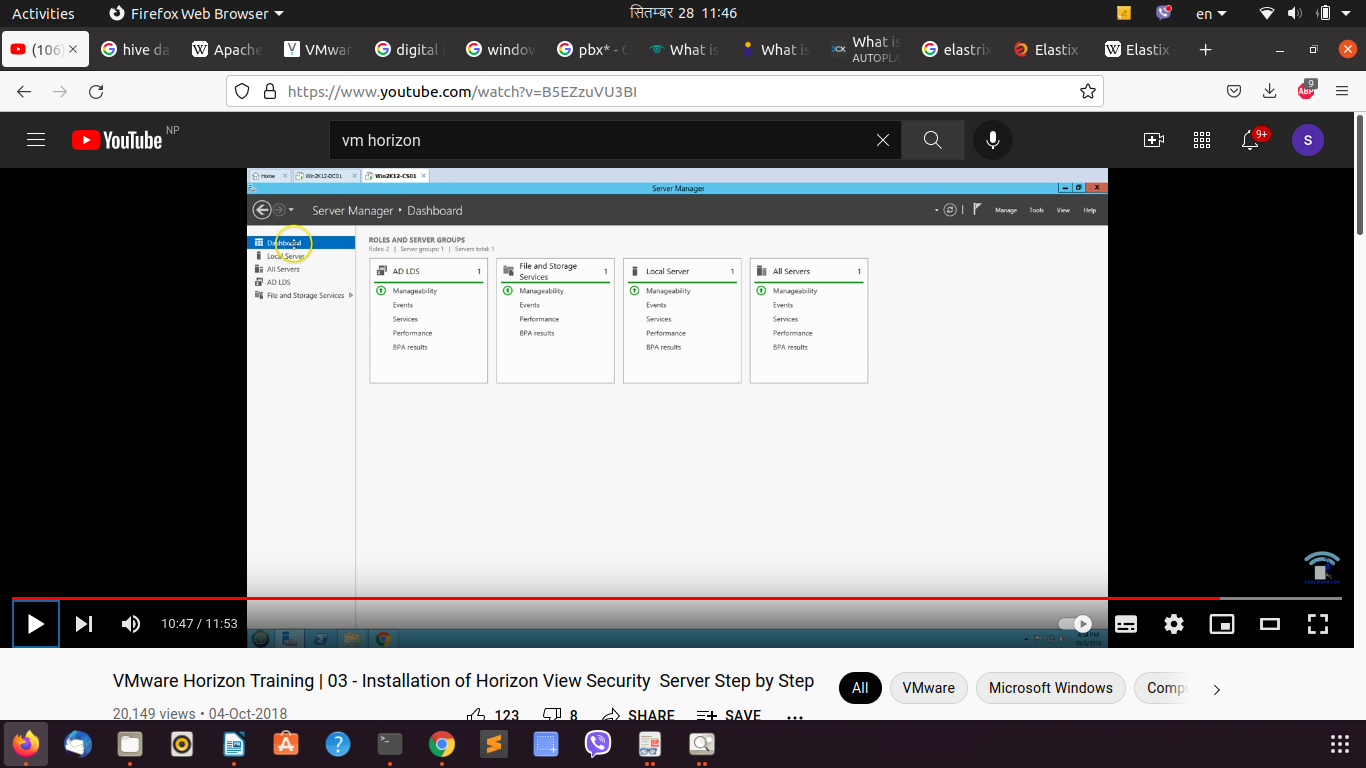 Activities Firefox Web Browser सितम्बर 28 11:46 en
(106) hive da Apache VMwar digital windov pbx* - G What is What is What is elastrix Elastix Elastix
AUTOPLA
https://www.youtube.com/watch?v=B5EZzuVU3BI 9 ABP
YouTube NP vm horizon 9+ S
Home Win2K12-DC01 Win2K12-CS01
Server Manager
Server Manager Dashboard Manage Tools View Help
Dashboard
Local Server
All Servers
AD LDS
File and Storage Services
ROLES AND SERVER GROUPS
Roles: 2 | Server groups: 1 | Servers total: 1
AD LDS 1
Manageability
Events
Services
Performance
BPA results
File and Storage Services 1
Manageability
Events
Performance
BPA results
Local Server 1
Manageability
Events
Services
Performance
BPA results
All Servers 1
Manageability
Events
Services
Performance
BPA results
10:47 / 11:53
VMware Horizon Training | 03 - Installation of Horizon View Security Server Step by Step
All VMware Microsoft Windows Compu
20,149 views • 04-Oct-2018 123 8 SHARE SAVE